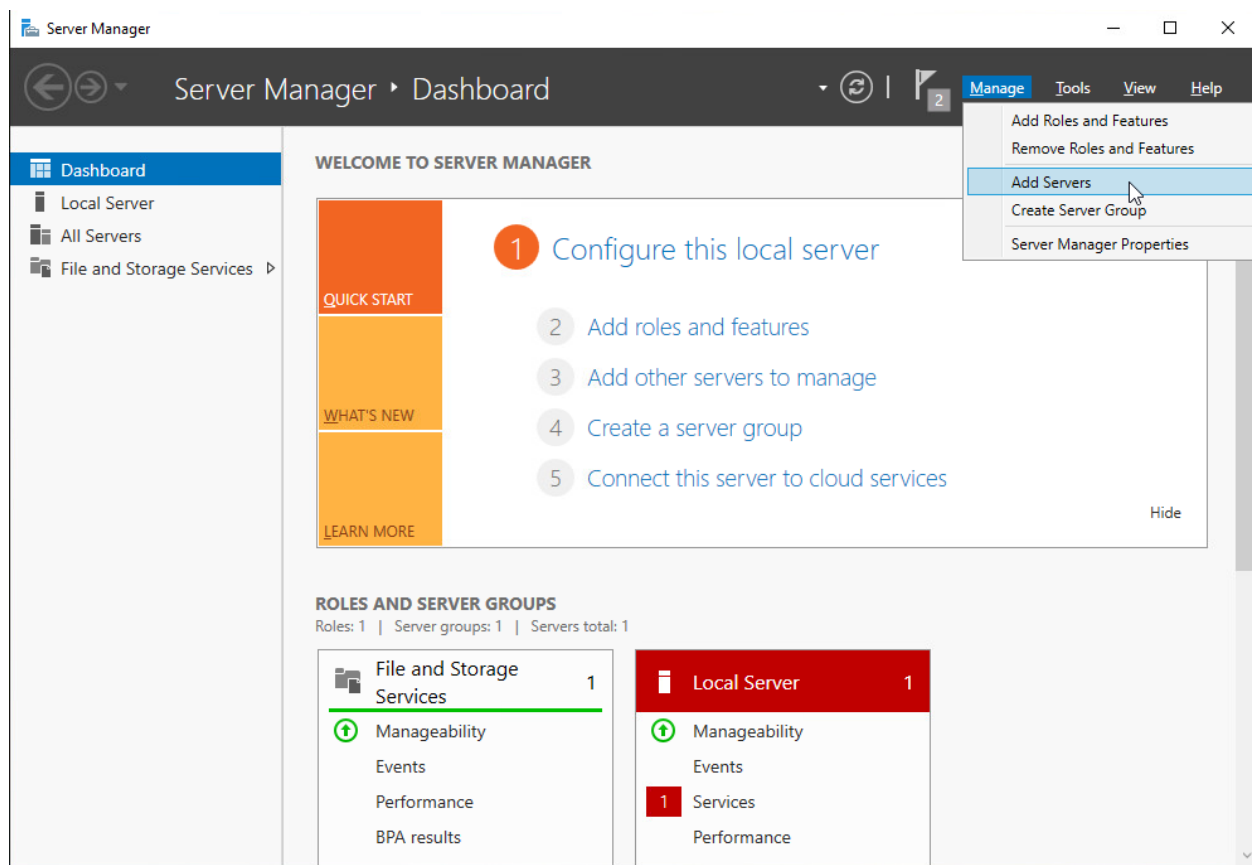 Server Manager
Server Manager ‣ Dashboard
2
Manage Tools View Help
Add Roles and Features
Remove Roles and Features
Add Servers
Create Server Group
Server Manager Properties
Dashboard
Local Server
All Servers
File and Storage Services
WELCOME TO SERVER MANAGER
QUICK START
WHAT'S NEW
LEARN MORE
1 Configure this local server
2 Add roles and features
3 Add other servers to manage
4 Create a server group
5 Connect this server to cloud services
Hide
ROLES AND SERVER GROUPS
Roles: 1 | Server groups: 1 | Servers total: 1
File and Storage
Services 1
Manageability
Events
Performance
BPA results
Local Server 1
Manageability
Events
1 Services
Performance